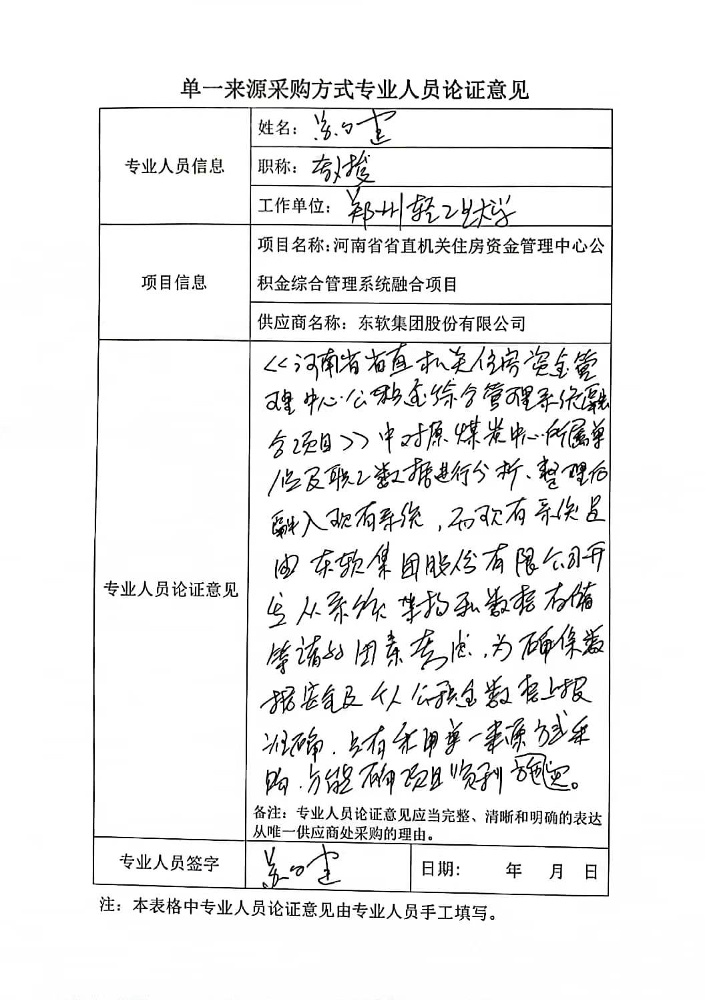 单一来源采购方式专业人员论证意见
专业人员信息
姓名：
职称：教授
工作单位：郑州轻工业大学
项目信息
项目名称：河南省省直机关住房资金管理中心公
积金综合管理系统融合项目
供应商名称：东软集团股份有限公司
专业人员论证意见
<<河南省省直机关住房资金管
理中心公积金综合管理系统融
合项目>>中对原煤炭中心所属单
位及职工数据进行分析、整理后
融入现有系统，而现有系统是
由东软集团股份有限公司开
发从系统架构和数据存储
等诸多因素考虑，为确保数
据安全及个人公积金数据上报
准确，只有采用单一来源方式采
购，方能确项目顺利实施。
备注：专业人员论证意见应当完整、清晰和明确的表达
从唯一供应商处采购的理由。
专业人员签字
日期： 年 月 日
注：本表格中专业人员论证意见由专业人员手工填写。